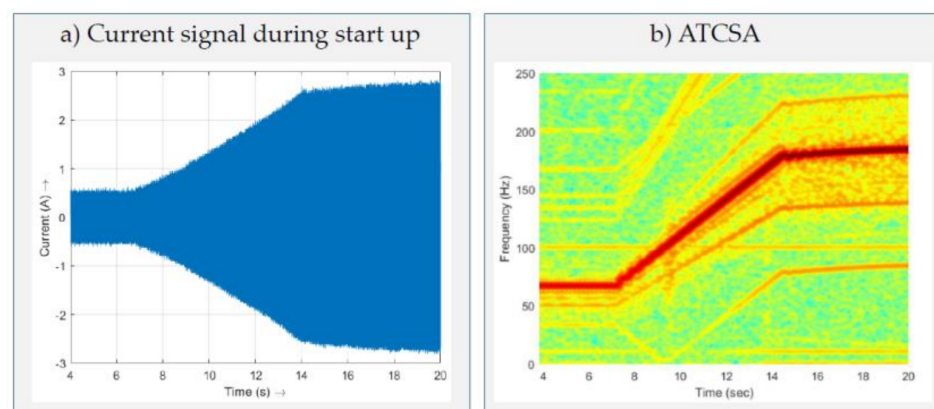 a) Current signal during start up
3
2
1
0
-1
-2
-3
Current (A) →
4 6 8 10 12 14 16 18 20
Time (s) →
b) ATCSA
250
200
150
100
50
0
Frequency (Hz)
4 6 8 10 12 14 16 18 20
Time (sec)